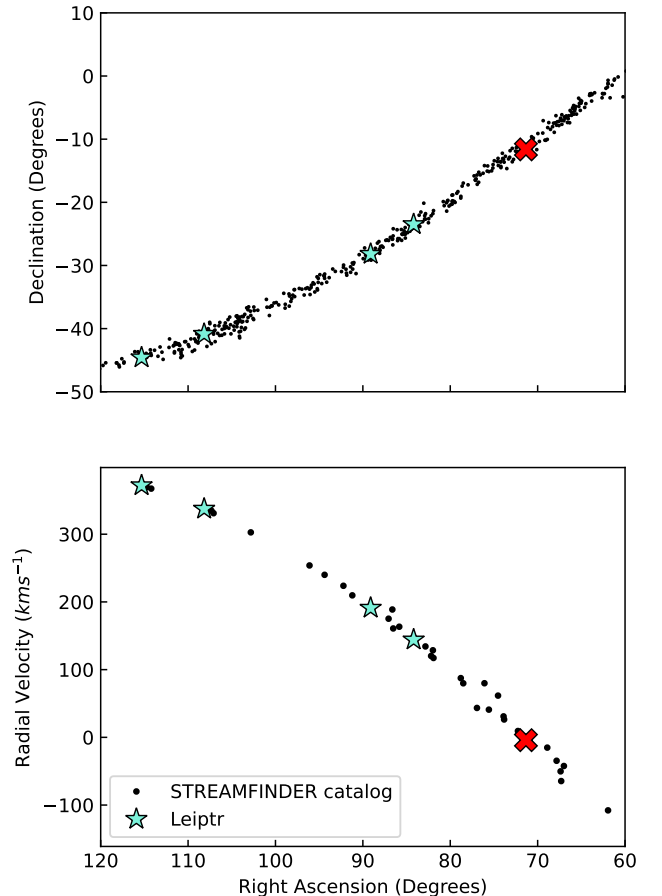 10
0
−10
−20
−30
−40
−50
Declination (Degrees)
300
200
100
0
−100
Radial Velocity (kms−1)
STREAMFINDER catalog
Leiptr
120 110 100 90 80 70 60
Right Ascension (Degrees)